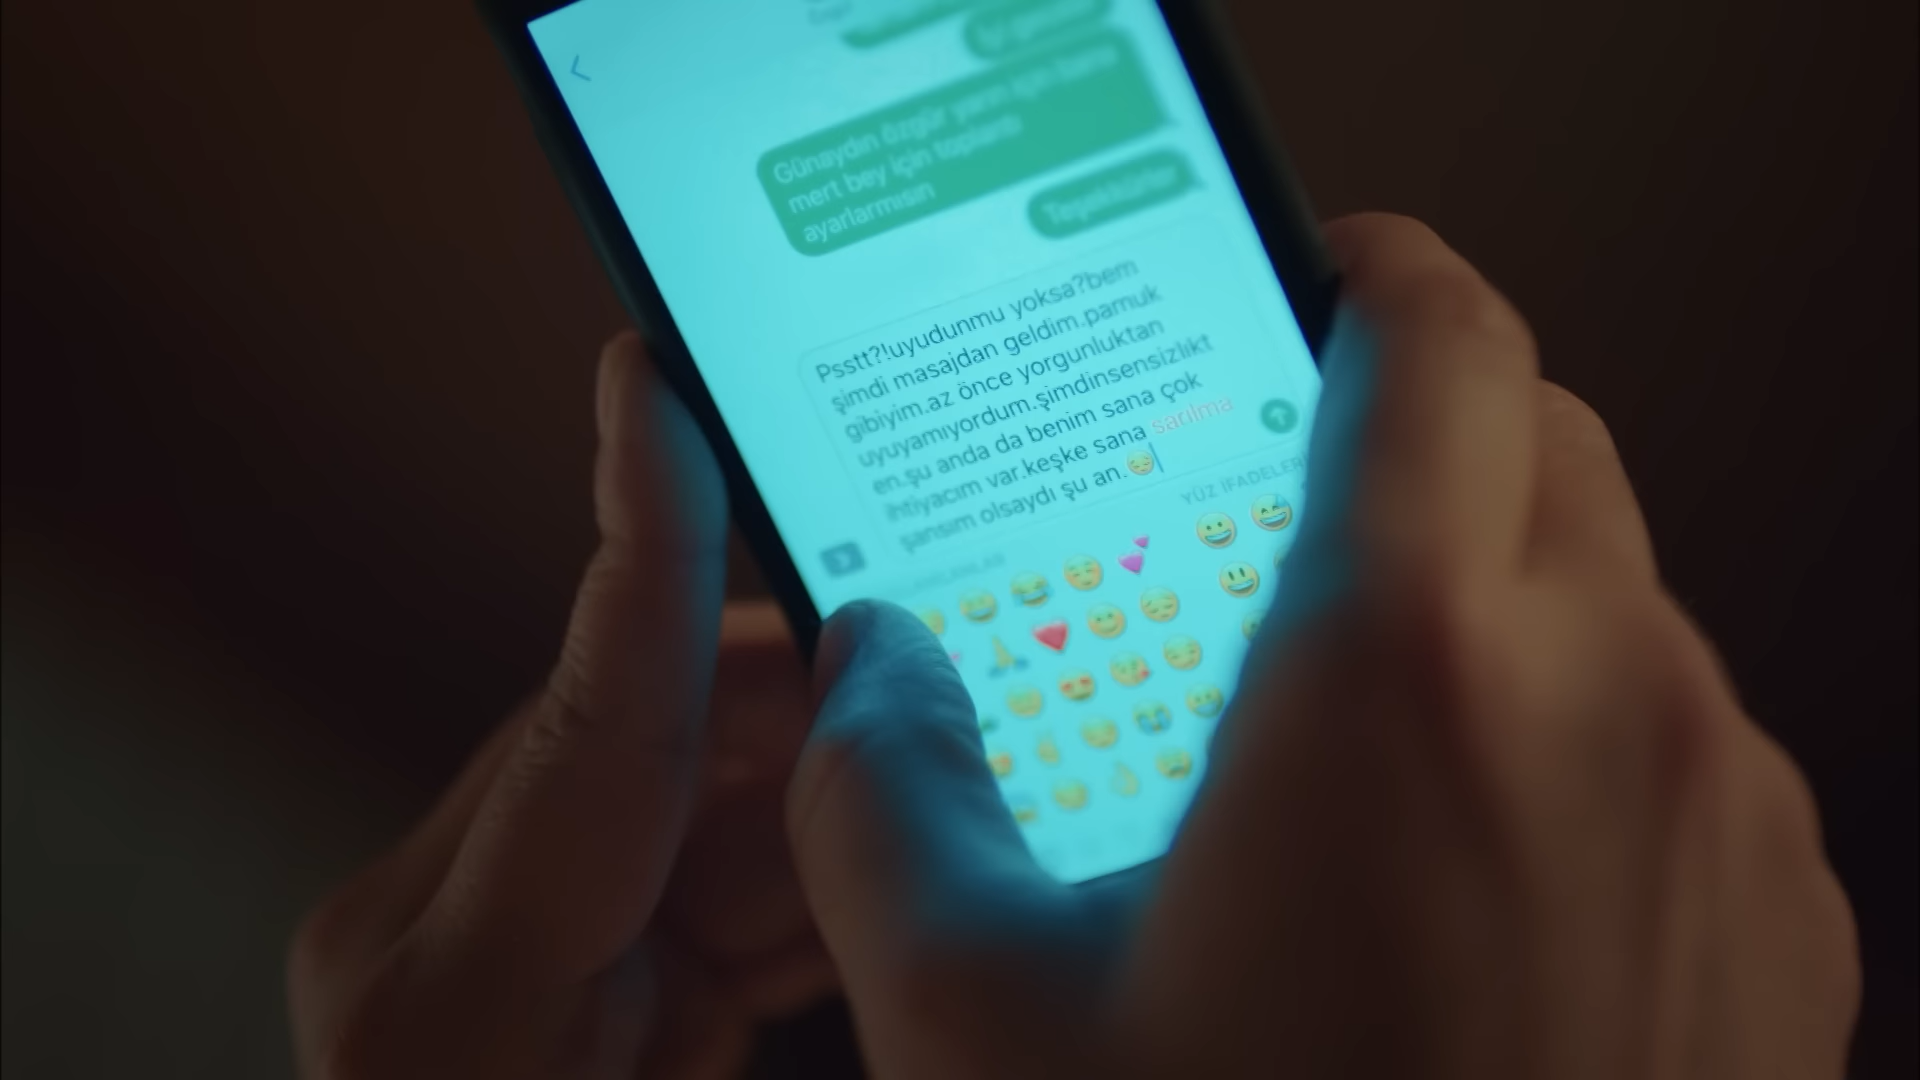 Günaydın özgür yarın için bana
mert bey için toplantı
ayarlarmısın
Teşekkürler
Psstt?!uyudunmu yoksa?bem
şimdi masajdan geldim.pamuk
gibiyim.az önce yorgunluktan
uyuyamıyordum.şimdinsensizlikt
en.şu anda da benim sana çok
ihtiyacım var.keşke sana sarılma
şansım olsaydı şu an.😔
YÜZ İFADELERİ